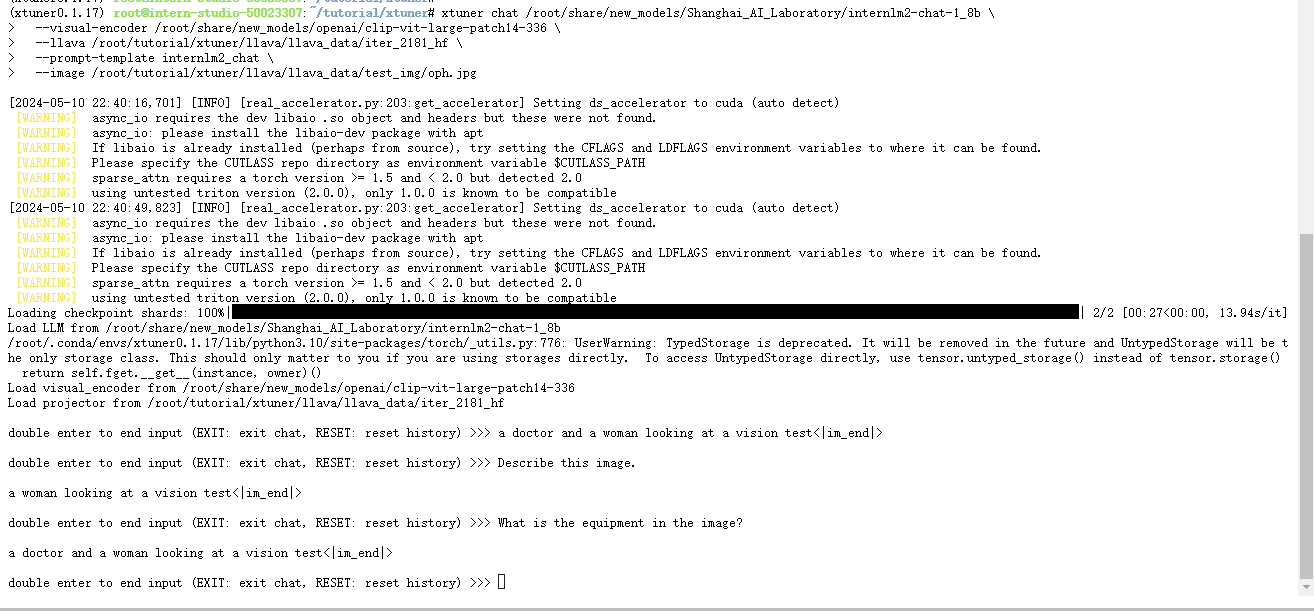 (xtuner0.1.17) root@intern-studio-50023307:~/tutorial/xtuner#
(xtuner0.1.17) root@intern-studio-50023307:~/tutorial/xtuner# xtuner chat /root/share/new_models/Shanghai_AI_Laboratory/internlm2-chat-1_8b \
>   --visual-encoder /root/share/new_models/openai/clip-vit-large-patch14-336 \
>   --llava /root/tutorial/xtuner/llava/llava_data/iter_2181_hf \
>   --prompt-template internlm2_chat \
>   --image /root/tutorial/xtuner/llava/llava_data/test_img/oph.jpg
[2024-05-10 22:40:16,701] [INFO] [real_accelerator.py:203:get_accelerator] Setting ds_accelerator to cuda (auto detect)
[WARNING]  async_io requires the dev libaio .so object and headers but these were not found.
[WARNING]  async_io: please install the libaio-dev package with apt
[WARNING]  If libaio is already installed (perhaps from source), try setting the CFLAGS and LDFLAGS environment variables to where it can be found.
[WARNING]  Please specify the CUTLASS repo directory as environment variable $CUTLASS_PATH
[WARNING]  sparse_attn requires a torch version >= 1.5 and < 2.0 but detected 2.0
[WARNING]  using untested triton version (2.0.0), only 1.0.0 is known to be compatible
[2024-05-10 22:40:49,823] [INFO] [real_accelerator.py:203:get_accelerator] Setting ds_accelerator to cuda (auto detect)
[WARNING]  async_io requires the dev libaio .so object and headers but these were not found.
[WARNING]  async_io: please install the libaio-dev package with apt
[WARNING]  If libaio is already installed (perhaps from source), try setting the CFLAGS and LDFLAGS environment variables to where it can be found.
[WARNING]  Please specify the CUTLASS repo directory as environment variable $CUTLASS_PATH
[WARNING]  sparse_attn requires a torch version >= 1.5 and < 2.0 but detected 2.0
[WARNING]  using untested triton version (2.0.0), only 1.0.0 is known to be compatible
Loading checkpoint shards: 100%|██████████| 2/2 [00:27<00:00, 13.94s/it]
Load LLM from /root/share/new_models/Shanghai_AI_Laboratory/internlm2-chat-1_8b
/root/.conda/envs/xtuner0.1.17/lib/python3.10/site-packages/torch/_utils.py:776: UserWarning: TypedStorage is deprecated. It will be removed in the future and UntypedStorage will be t
he only storage class. This should only matter to you if you are using storages directly.  To access UntypedStorage directly, use tensor.untyped_storage() instead of tensor.storage()
  return self.fget.__get__(instance, owner)()
Load visual_encoder from /root/share/new_models/openai/clip-vit-large-patch14-336
Load projector from /root/tutorial/xtuner/llava/llava_data/iter_2181_hf
double enter to end input (EXIT: exit chat, RESET: reset history) >>> a doctor and a woman looking at a vision test<|im_end|>
double enter to end input (EXIT: exit chat, RESET: reset history) >>> Describe this image.
a woman looking at a vision test<|im_end|>
double enter to end input (EXIT: exit chat, RESET: reset history) >>> What is the equipment in the image?
a doctor and a woman looking at a vision test<|im_end|>
double enter to end input (EXIT: exit chat, RESET: reset history) >>>